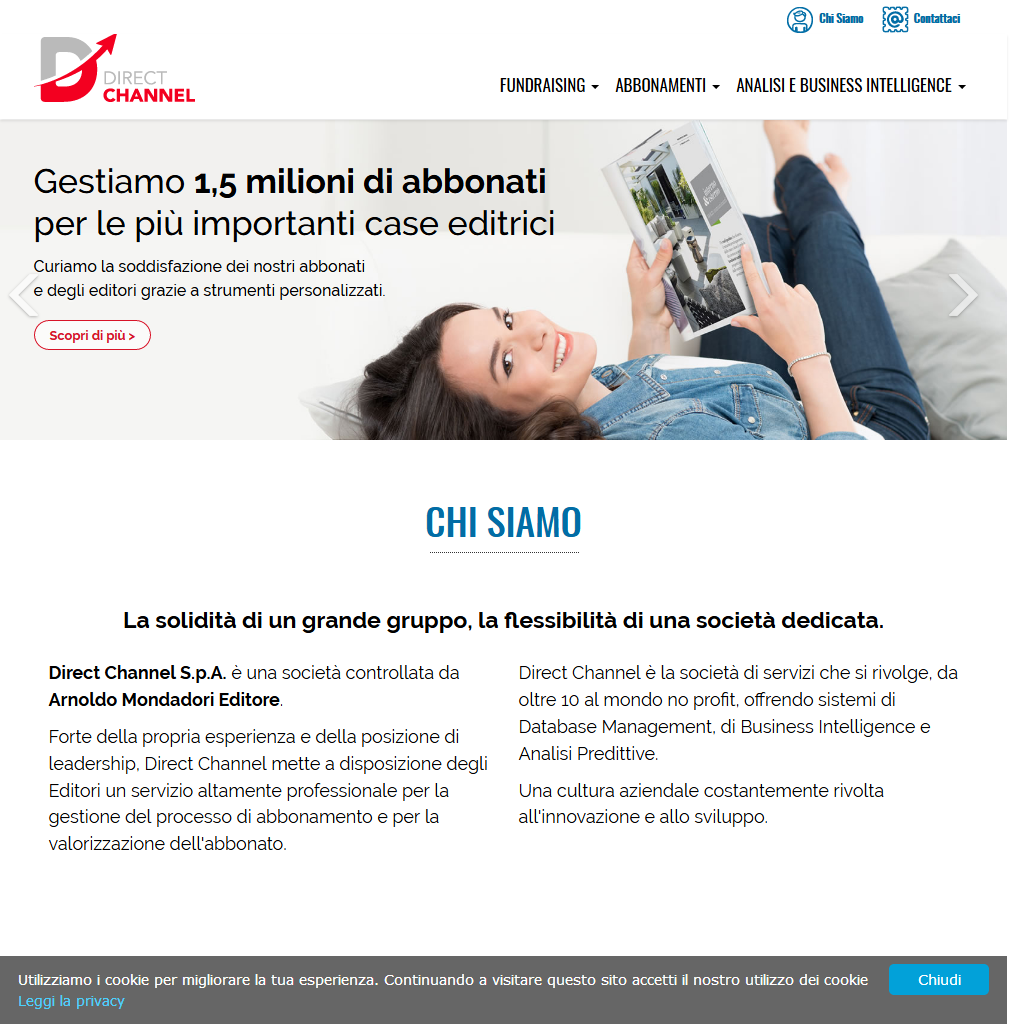 Chi Siamo
Contattaci
DIRECT
CHANNEL
FUNDRAISING
ABBONAMENTI
ANALISI E BUSINESS INTELLIGENCE
Gestiamo 1,5 milioni di abbonati
per le più importanti case editrici
Curiamo la soddisfazione dei nostri abbonati
e degli editori grazie a strumenti personalizzati.
Scopri di più >
CHI SIAMO
La solidità di un grande gruppo, la flessibilità di una società dedicata.
Direct Channel S.p.A. è una società controllata da
Arnoldo Mondadori Editore.
Forte della propria esperienza e della posizione di
leadership, Direct Channel mette a disposizione degli
Editori un servizio altamente professionale per la
gestione del processo di abbonamento e per la
valorizzazione dell'abbonato.
Direct Channel è la società di servizi che si rivolge, da
oltre 10 al mondo no profit, offrendo sistemi di
Database Management, di Business Intelligence e
Analisi Predittive.
Una cultura aziendale costantemente rivolta
all'innovazione e allo sviluppo.
Utilizziamo i cookie per migliorare la tua esperienza. Continuando a visitare questo sito accetti il nostro utilizzo dei cookie
Leggi la privacy
Chiudi